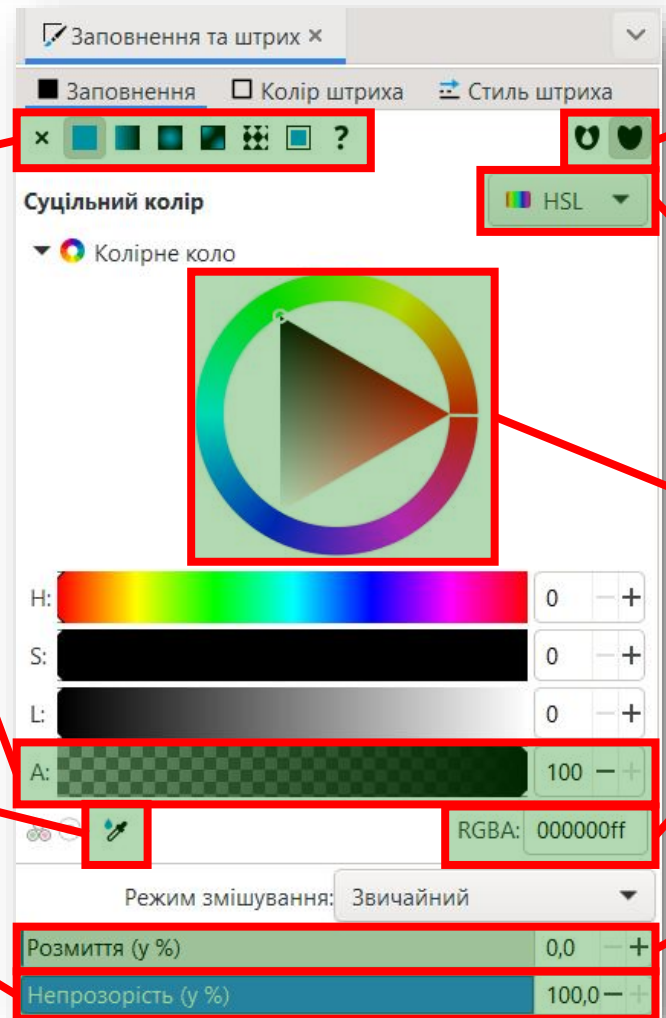 Заповнення та штрих ×
Заповнення Колір штриха Стиль штриха
× ?
Суцільний колір HSL
Колірне коло
H: 0 − +
S: 0 − +
L: 0 − +
A: 100 − +
RGBA: 000000ff
Режим змішування: Звичайний
Розмиття (у %) 0,0 − +
Непрозорість (у %) 100,0 − +